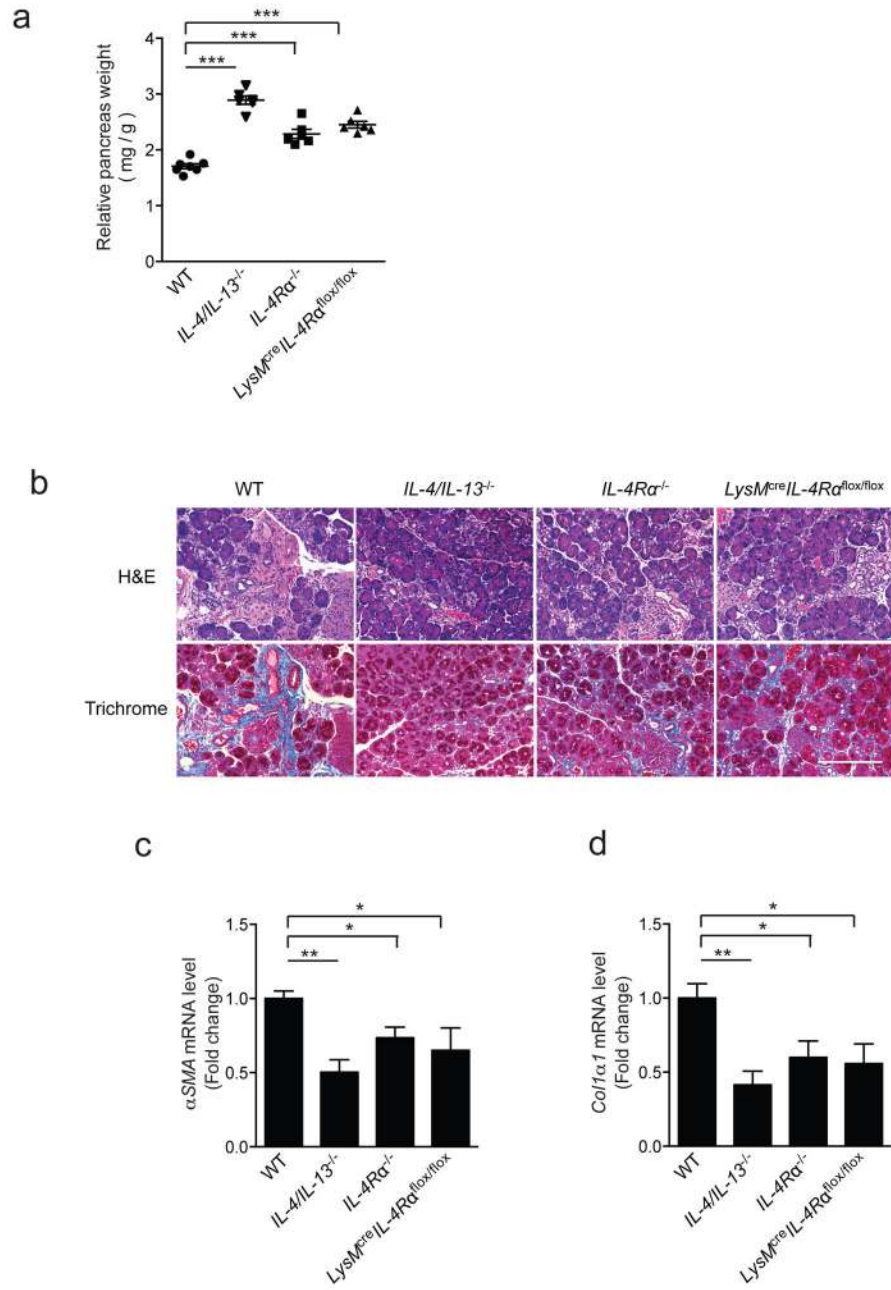 a
***
***
***
4
3
2
1
0
Relative pancreas weight
( mg / g )
WT
IL-4/IL-13-/-
IL-4Rα-/-
LysMcreIL-4Rαflox/flox
b
WT
IL-4/IL-13-/-
IL-4Rα-/-
LysMcreIL-4Rαflox/flox
H&E
Trichrome
c
*
*
**
1.5
1.0
0.5
0.0
αSMA mRNA level
(Fold change)
WT
IL-4/IL-13-/-
IL-4Rα-/-
LysMcreIL-4Rαflox/flox
d
*
*
**
1.5
1.0
0.5
0.0
Col1α1 mRNA level
(Fold change)
WT
IL-4/IL-13-/-
IL-4Rα-/-
LysMcreIL-4Rαflox/flox